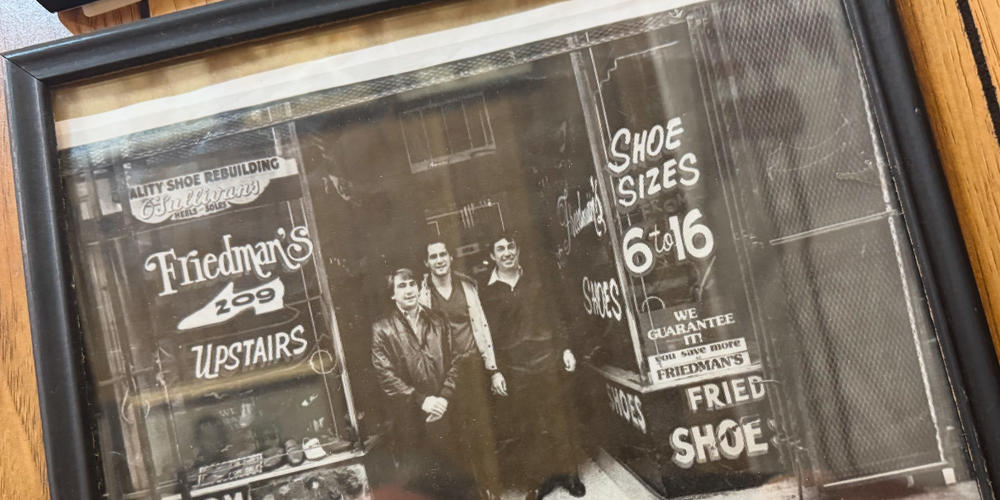 ALITY SHOE REBUILDING
O'Sullivan's
HEELS - SOLES
Friedman's
209
UPSTAIRS
Friedman's
SHOES
SHOES
SHOE
SIZES
6 to 16
WE
GUARANTEE
IT!
you save more
FRIEDMAN'S
FRIED
SHOE